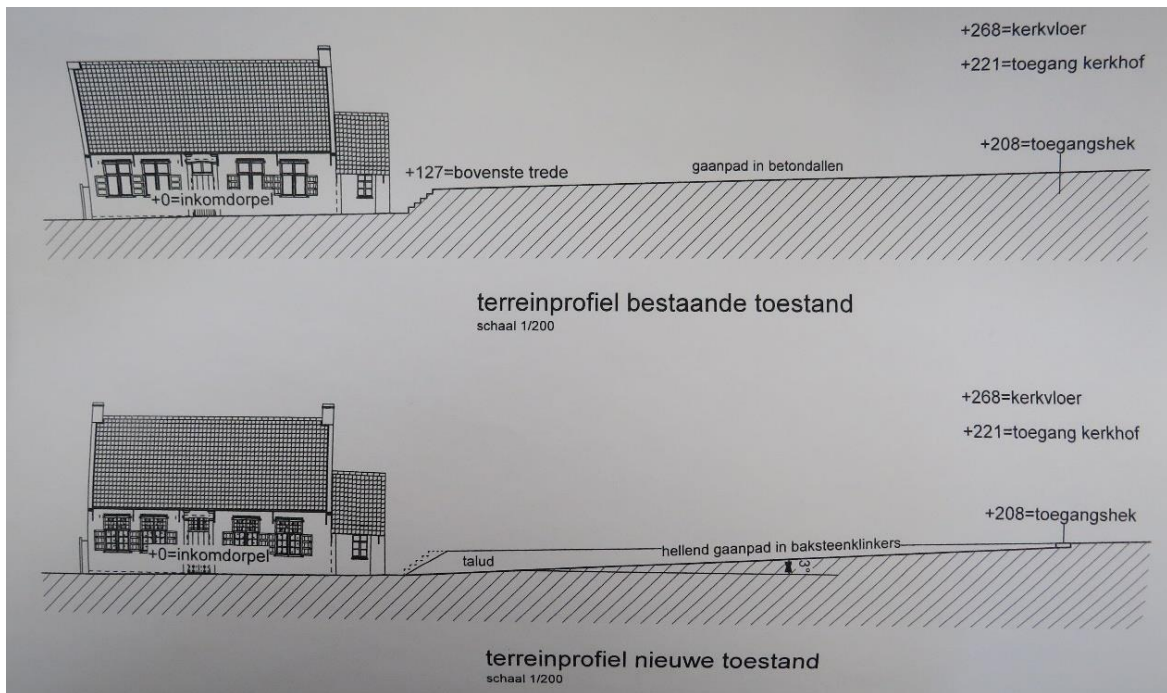 +268=kerkvloer
+221=toegang kerkhof
+208=toegangshek
gaanpad in betondallen
+127=bovenste trede
+0=inkomdorpel
terreinprofiel bestaande toestand
schaal 1/200
+268=kerkvloer
+221=toegang kerkhof
+208=toegangshek
hellend gaanpad in baksteenklinkers
+0=inkomdorpel
talud
3°
terreinprofiel nieuwe toestand
schaal 1/200